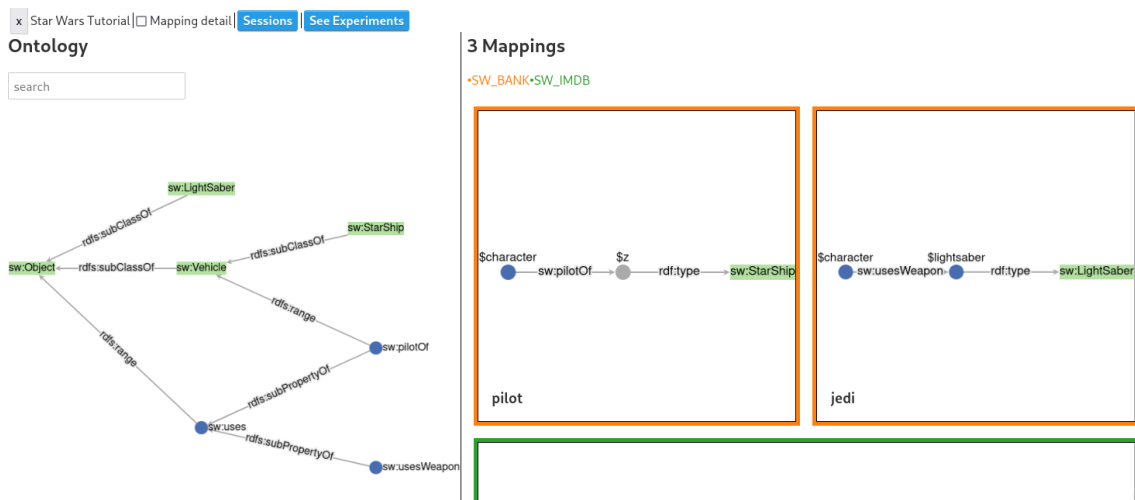 x Star Wars Tutorial | Mapping detail | Sessions | See Experiments
Ontology
search
sw:LightSaber
rdfs:subClassOf
sw:StarShip
rdfs:subClassOf
sw:Object
rdfs:subClassOf
sw:Vehicle
rdfs:range
rdfs:range
sw:pilotOf
rdfs:subPropertyOf
sw:uses
rdfs:subPropertyOf
sw:usesWeapon
3 Mappings
•SW_BANK•SW_IMDB
$character
$z
sw:pilotOf
rdf:type
sw:StarShip
pilot
$character
$lightsaber
sw:usesWeapon
rdf:type
sw:LightSaber
jedi